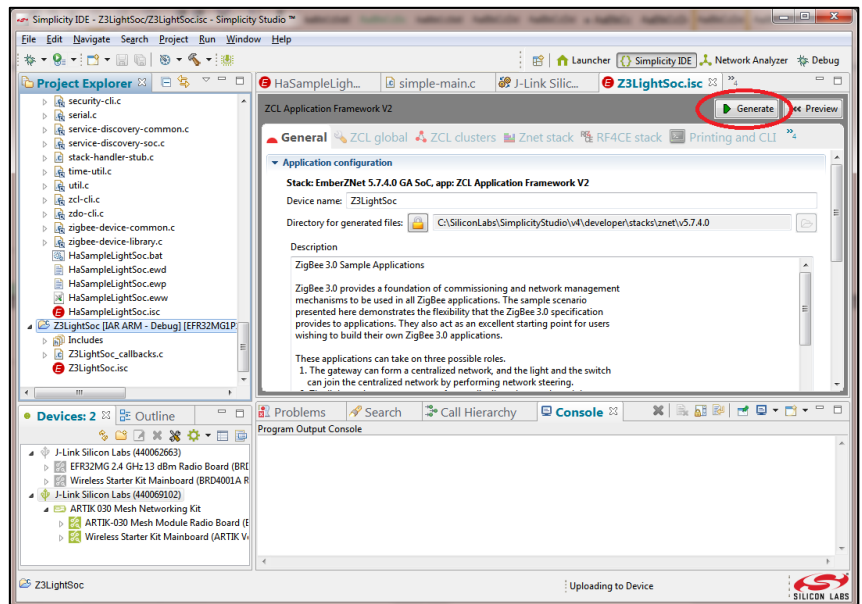 Simplicity IDE - Z3LightSoc/Z3LightSoc.isc - Simplicity Studio ™
File Edit Navigate Search Project Run Window Help
Launcher Simplicity IDE Network Analyzer Debug
Project Explorer
security-cli.c
serial.c
service-discovery-common.c
service-discovery-soc.c
stack-handler-stub.c
time-util.c
util.c
zcl-cli.c
zdo-cli.c
zigbee-device-common.c
zigbee-device-library.c
HaSampleLightSoc.bat
HaSampleLightSoc.ewd
HaSampleLightSoc.ewp
HaSampleLightSoc.eww
HaSampleLightSoc.isc
Z3LightSoc [IAR ARM - Debug] [EFR32MG1P
Includes
Z3LightSoc_callbacks.c
Z3LightSoc.isc
HaSampleLigh... simple-main.c J-Link Silic... Z3LightSoc.isc 4
ZCL Application Framework V2 Generate Preview
General ZCL global ZCL clusters Znet stack RF4CE stack Printing and CLI 4
Application configuration
Stack: EmberZNet 5.7.4.0 GA SoC, app: ZCL Application Framework V2
Device name: Z3LightSoc
Directory for generated files: C:\SiliconLabs\SimplicityStudio\v4\developer\stacks\znet\v5.7.4.0
Description
ZigBee 3.0 Sample Applications
ZigBee 3.0 provides a foundation of commissioning and network management
mechanisms to be used in all ZigBee applications. The sample scenario
presented here demonstrates the flexibility that the ZigBee 3.0 specification
provides to applications. They also act as an excellent starting point for users
wishing to build their own ZigBee 3.0 applications.
These applications can take on three possible roles.
1. The gateway can form a centralized network, and the light and the switch
can join the centralized network by performing network steering.
Devices: 2 Outline
J-Link Silicon Labs (440062663)
EFR32MG 2.4 GHz 13 dBm Radio Board (BRD
Wireless Starter Kit Mainboard (BRD4001A R
J-Link Silicon Labs (440069102)
ARTIK 030 Mesh Networking Kit
ARTIK-030 Mesh Module Radio Board (E
Wireless Starter Kit Mainboard (ARTIK V
Problems Search Call Hierarchy Console
Program Output Console
Z3LightSoc
Uploading to Device
SILICON LABS